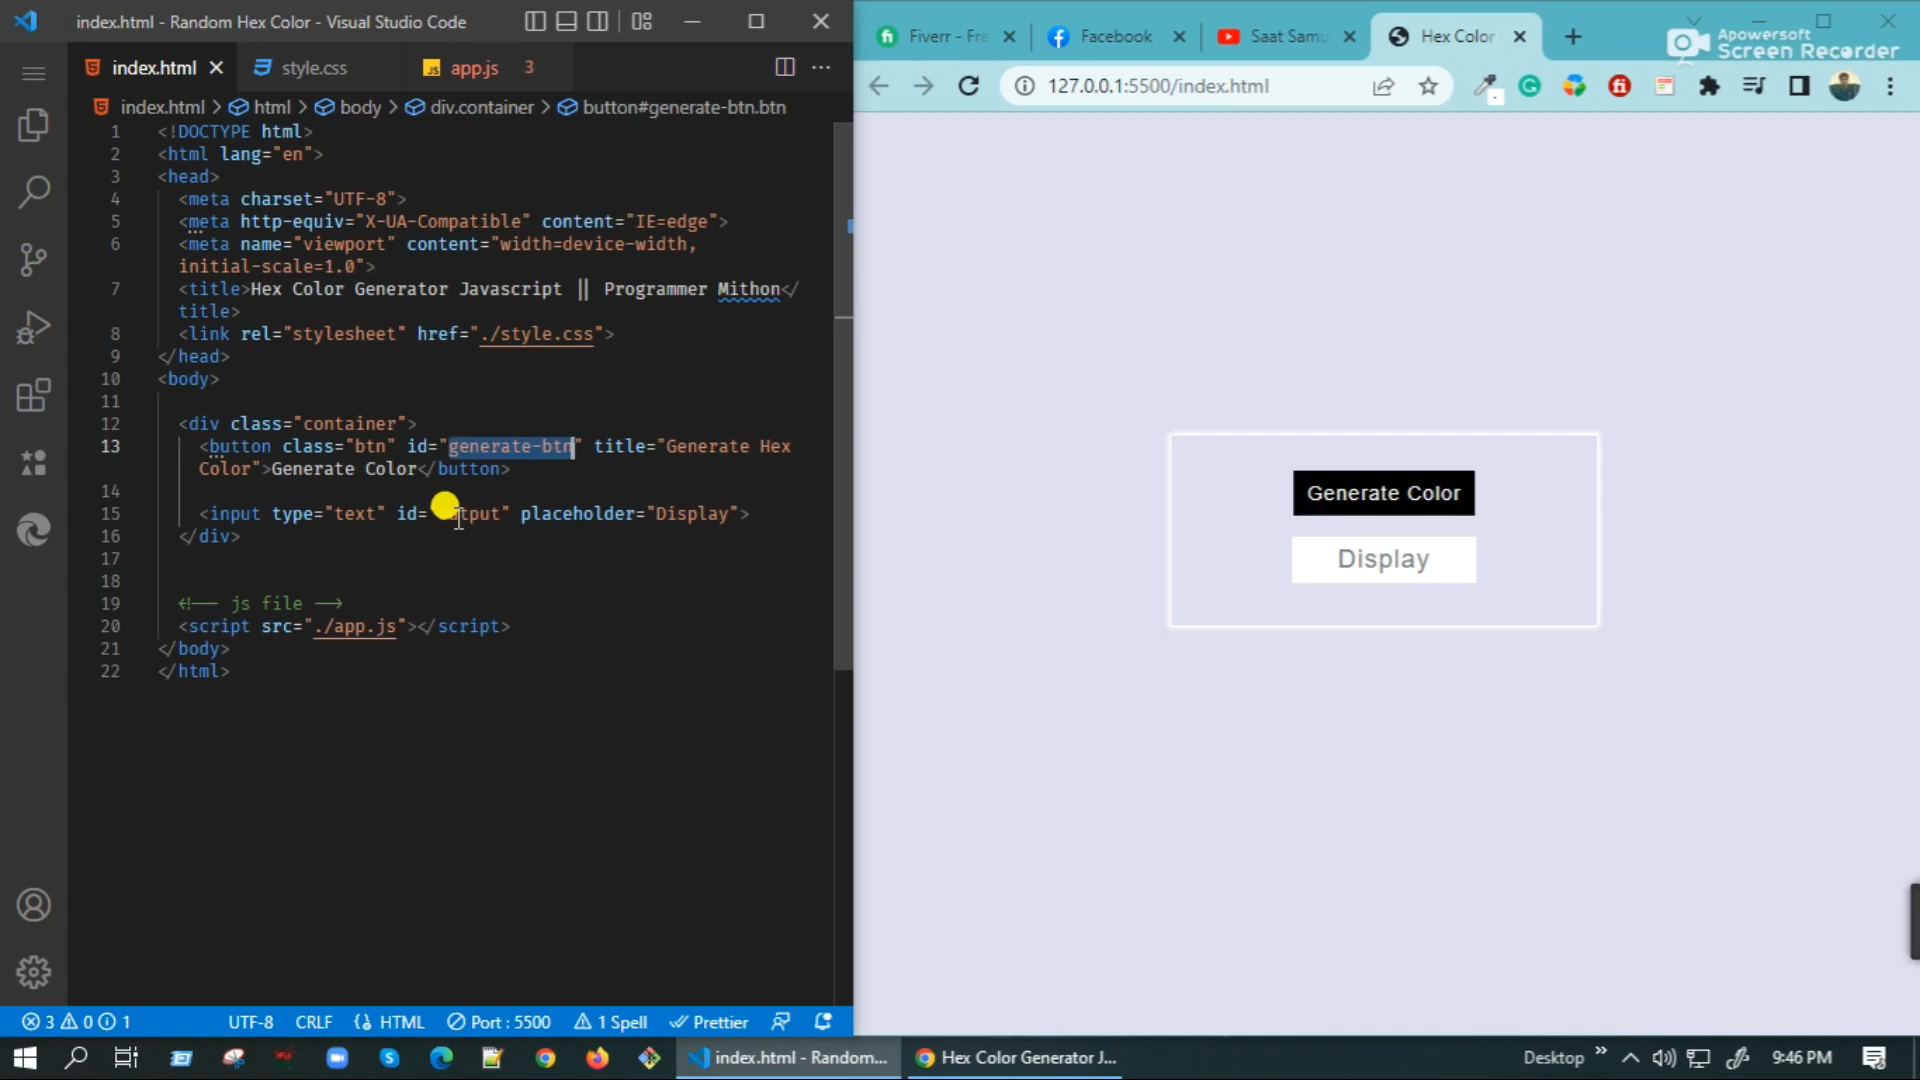 index.html - Random Hex Color - Visual Studio Code
index.html
style.css
JS app.js 3
index.html > html > body > div.container > button#generate-btn.btn
1 <!DOCTYPE html>
2 <html lang="en">
3 <head>
4 <meta charset="UTF-8">
5 <meta http-equiv="X-UA-Compatible" content="IE=edge">
6 <meta name="viewport" content="width=device-width,
initial-scale=1.0">
7 <title>Hex Color Generator Javascript || Programmer Mithon</
title>
8 <link rel="stylesheet" href="./style.css">
9 </head>
10 <body>
11
12 <div class="container">
13 <button class="btn" id="generate-btn" title="Generate Hex
Color">Generate Color</button>
14
15 <input type="text" id= tput" placeholder="Display">
16 </div>
17
18
19 <!-- js file -->
20 <script src="./app.js"></script>
21 </body>
22 </html>
3 0 1
UTF-8
CRLF
HTML
Port : 5500
1 Spell
Prettier
Fiverr - Fre
Facebook
Saat Samu
Hex Color
Apowersoft
Screen Recorder
127.0.0.1:5500/index.html
Generate Color
Display
index.html - Random...
Hex Color Generator J...
Desktop
9:46 PM